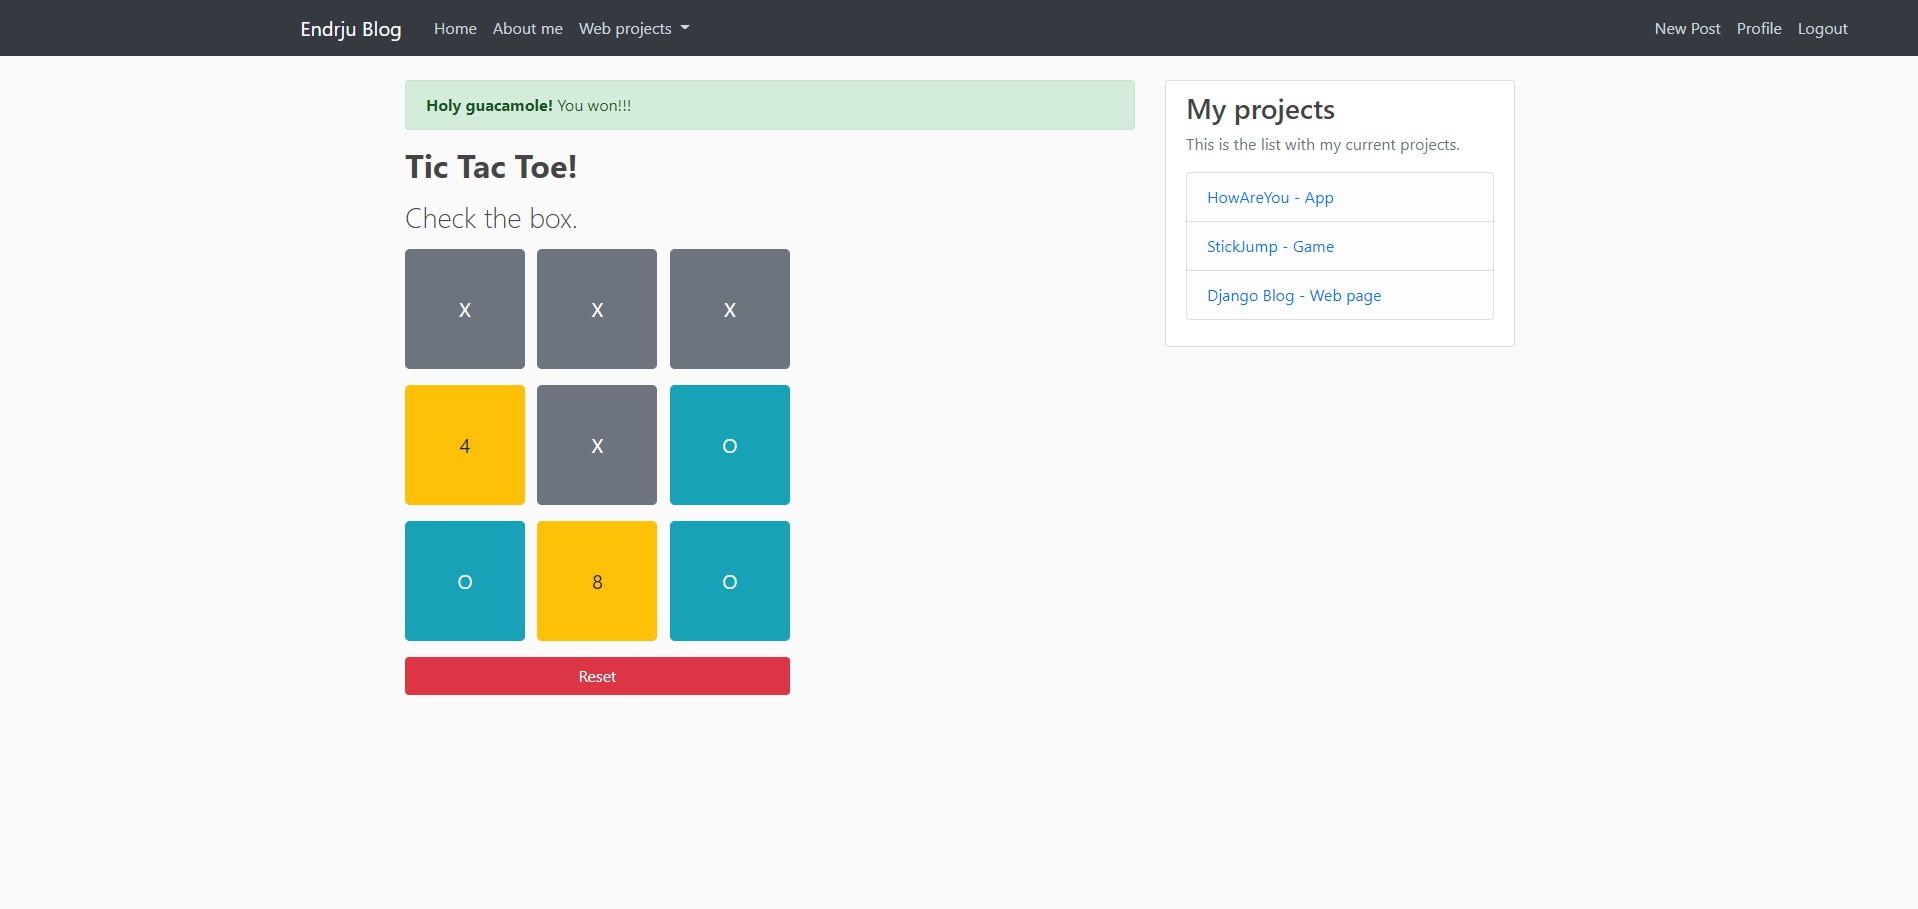 Endrju Blog Home About me Web projects New Post Profile Logout
Holy guacamole! You won!!!
Tic Tac Toe!
Check the box.
X X X
4 X O
O 8 O
Reset
My projects
This is the list with my current projects.
HowAreYou - App
StickJump - Game
Django Blog - Web page